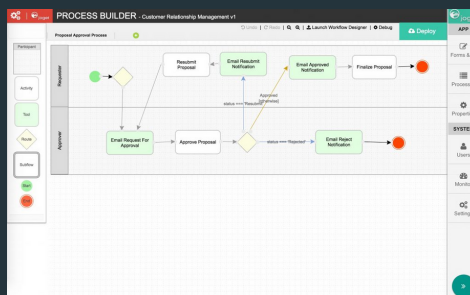 Joget
PROCESS BUILDER - Customer Relationship Management v1
Undo | Redo | Launch Workflow Designer | Debug
Deploy
Proposal Approval Process
Participant
Activity
Tool
Route
Subflow
Start
End
Requester
Approver
Resubmit
Proposal
Email Resubmit
Notification
Email Approved
Notification
Finalize Proposal
Approved
(otherwise)
status === 'Resubmit'
Email Request For
Approval
Approve Proposal
status === 'Rejected'
Email Reject
Notification
APP
Forms &
Process
Properti
SYSTE
Users
Monito
Setting